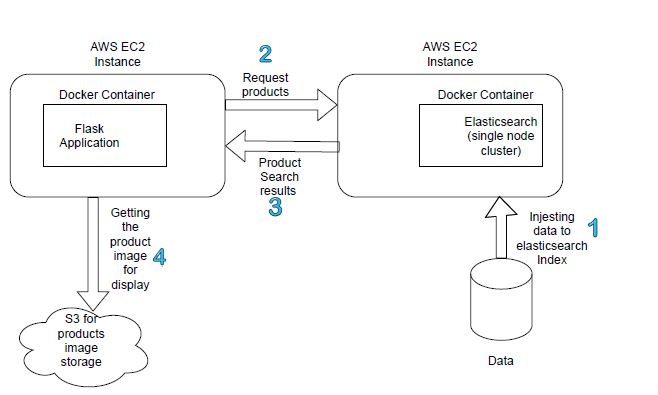 AWS EC2
Instance
AWS EC2
Instance
2
Request
products
Docker Container
Flask
Application
Docker Container
Elasticsearch
(single node
cluster)
Product
Search
results
3
Getting
the
product
image
for
display
4
Injesting
data to
elasticsearch
Index
1
S3 for
products
image
storage
Data